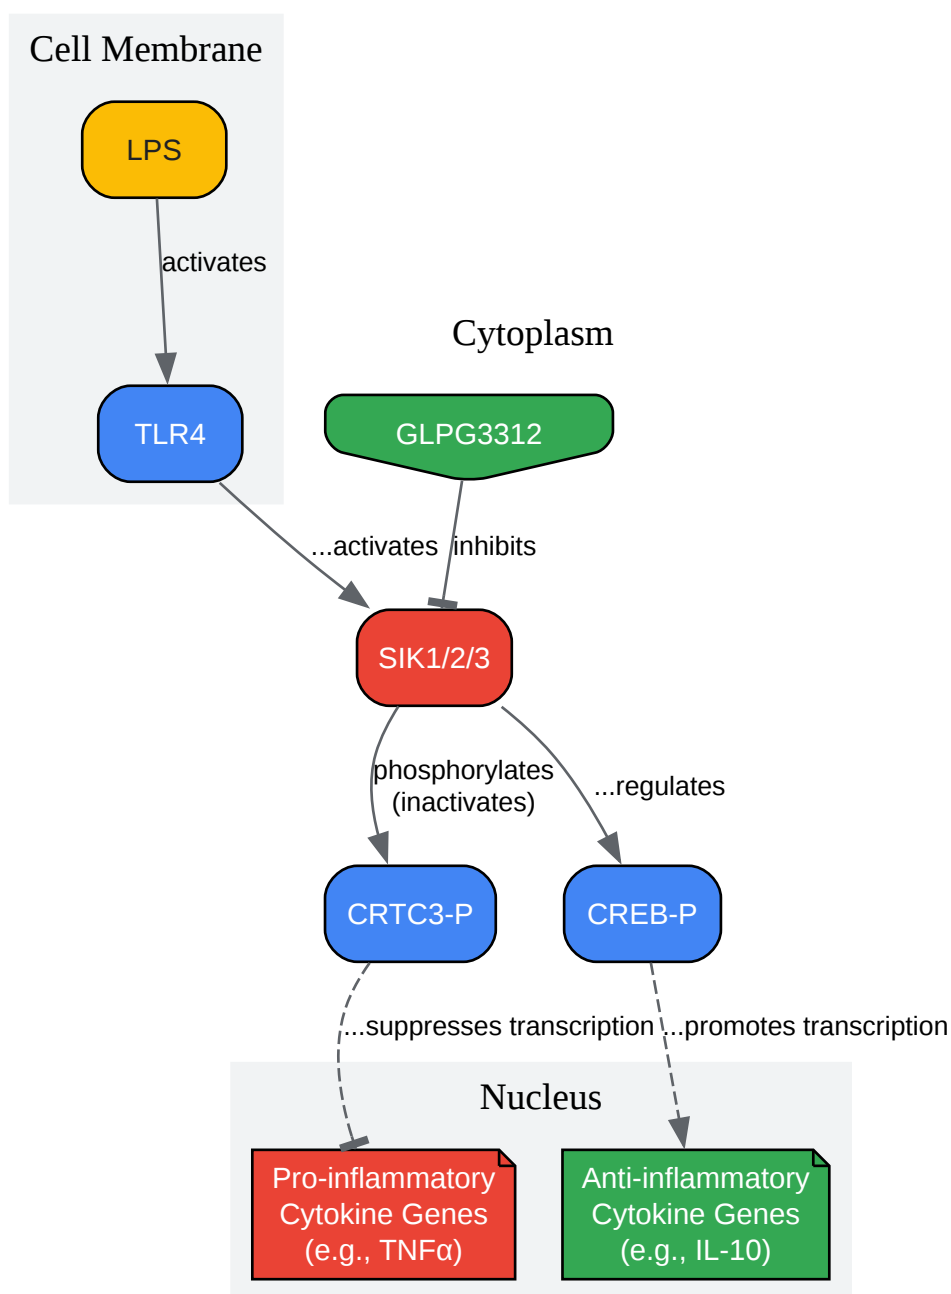 Cell Membrane
LPS
activates
Cytoplasm
TLR4
GLPG3312
...activates
inhibits
SIK1/2/3
phosphorylates
(inactivates)
...regulates
CRTC3-P
CREB-P
...suppresses transcription
...promotes transcription
Nucleus
Pro-inflammatory
Cytokine Genes
(e.g., TNFα)
Anti-inflammatory
Cytokine Genes
(e.g., IL-10)